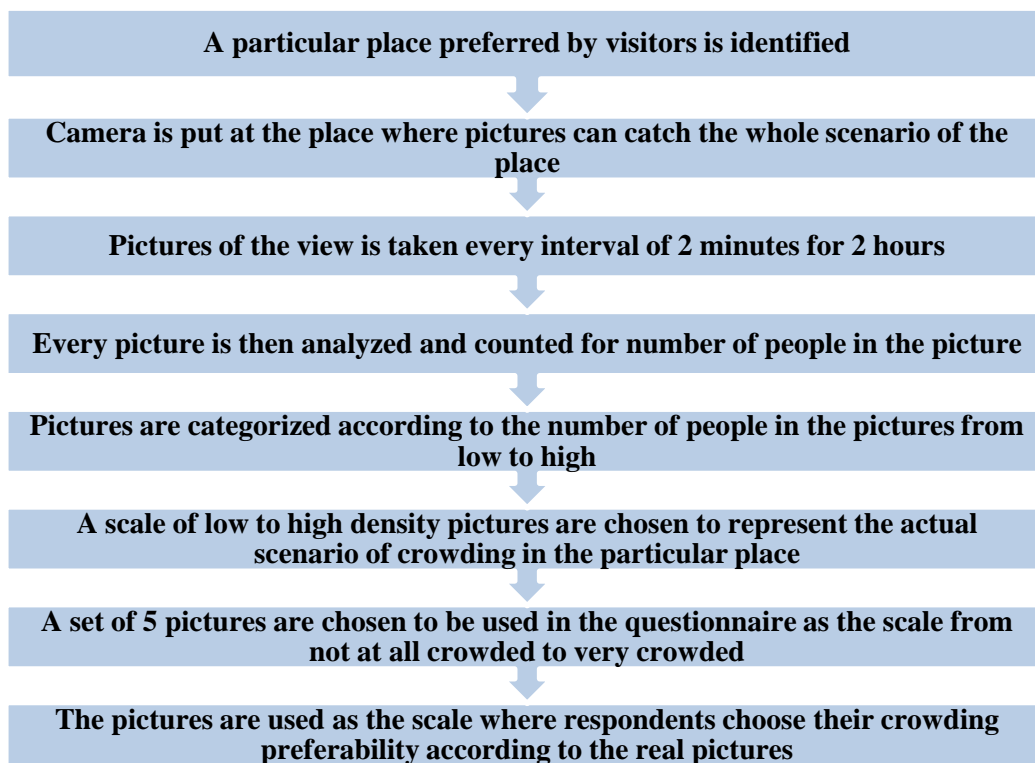 A particular place preferred by visitors is identified
Camera is put at the place where pictures can catch the whole scenario of the
place
Pictures of the view is taken every interval of 2 minutes for 2 hours
Every picture is then analyzed and counted for number of people in the picture
Pictures are categorized according to the number of people in the pictures from
low to high
A scale of low to high density pictures are chosen to represent the actual
scenario of crowding in the particular place
A set of 5 pictures are chosen to be used in the questionnaire as the scale from
not at all crowded to very crowded
The pictures are used as the scale where respondents choose their crowding
preferability according to the real pictures